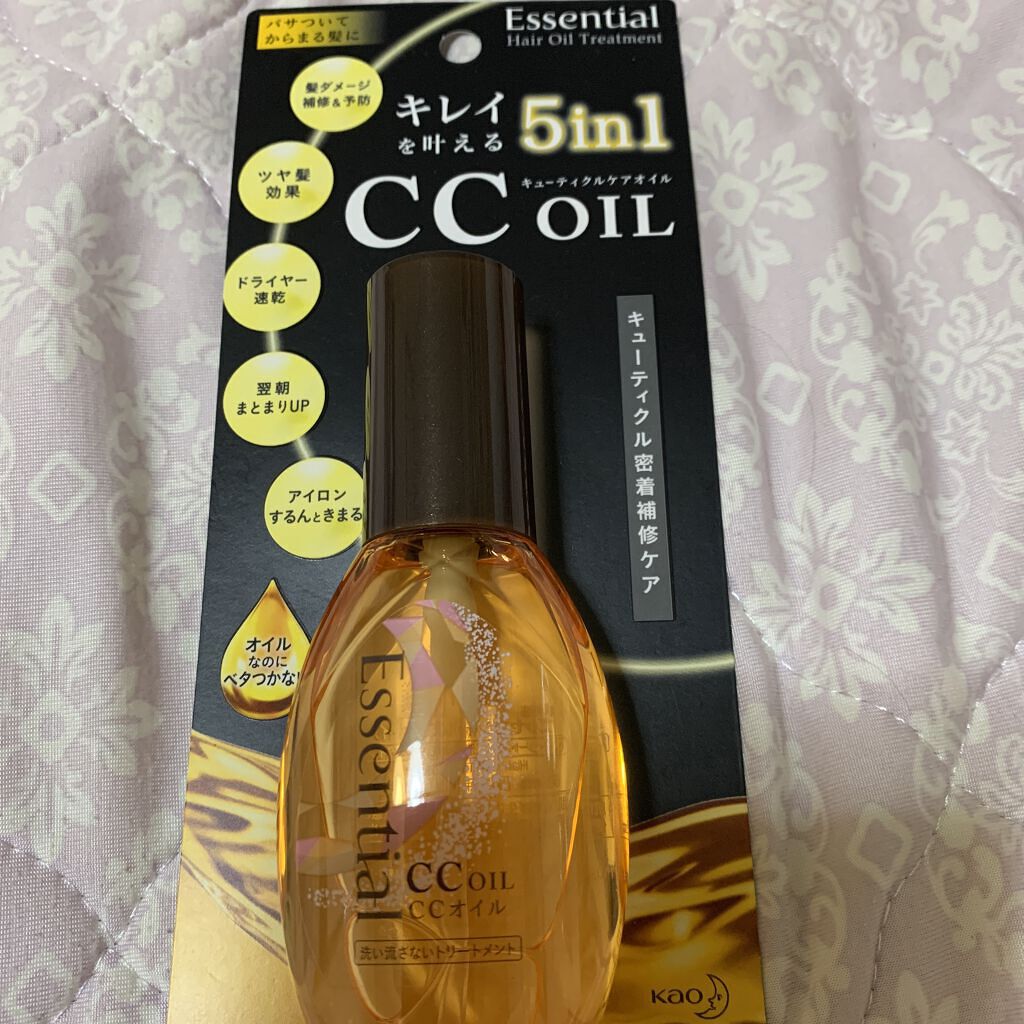 パサついて
からまる髪に
Essential
Hair Oil Treatment
髪ダメージ
補修&予防
キレイ
を叶える
5in1
キューティクルケアオイル
CC OIL
ツヤ髪
効果
ドライヤー
速乾
翌朝
まとまりUP
アイロン
するんときまる
オイル
なのに
ベタつかない
キューティクル密着補修ケア
Essential
CC OIL
CCオイル
洗い流さないトリートメント
Kao